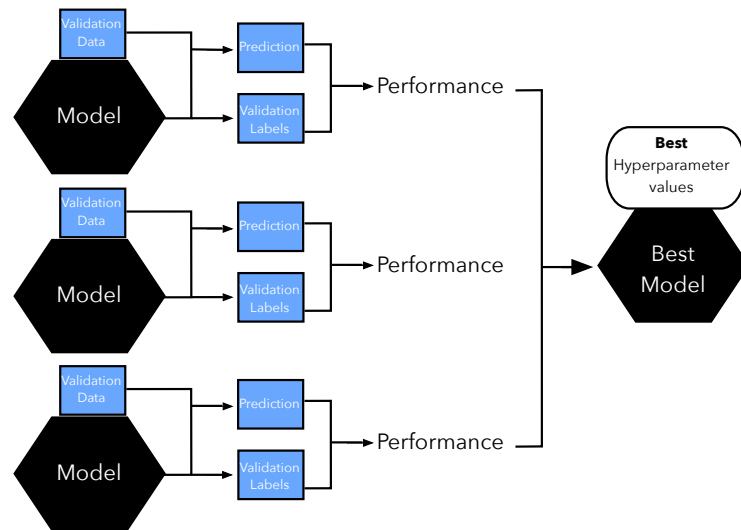 Validation
Data
Model
Prediction
Validation
Labels
Performance
Validation
Data
Model
Prediction
Validation
Labels
Performance
Validation
Data
Model
Prediction
Validation
Labels
Performance
Best
Hyperparameter
values
Best
Model